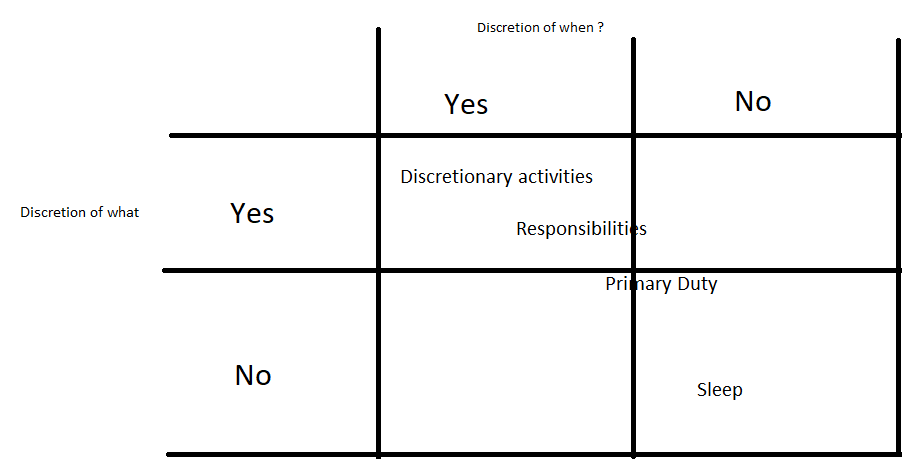 Discretion of when ?
Yes
No
Discretionary activities
Discretion of what
Yes
Responsibilities
Primary Duty
No
Sleep